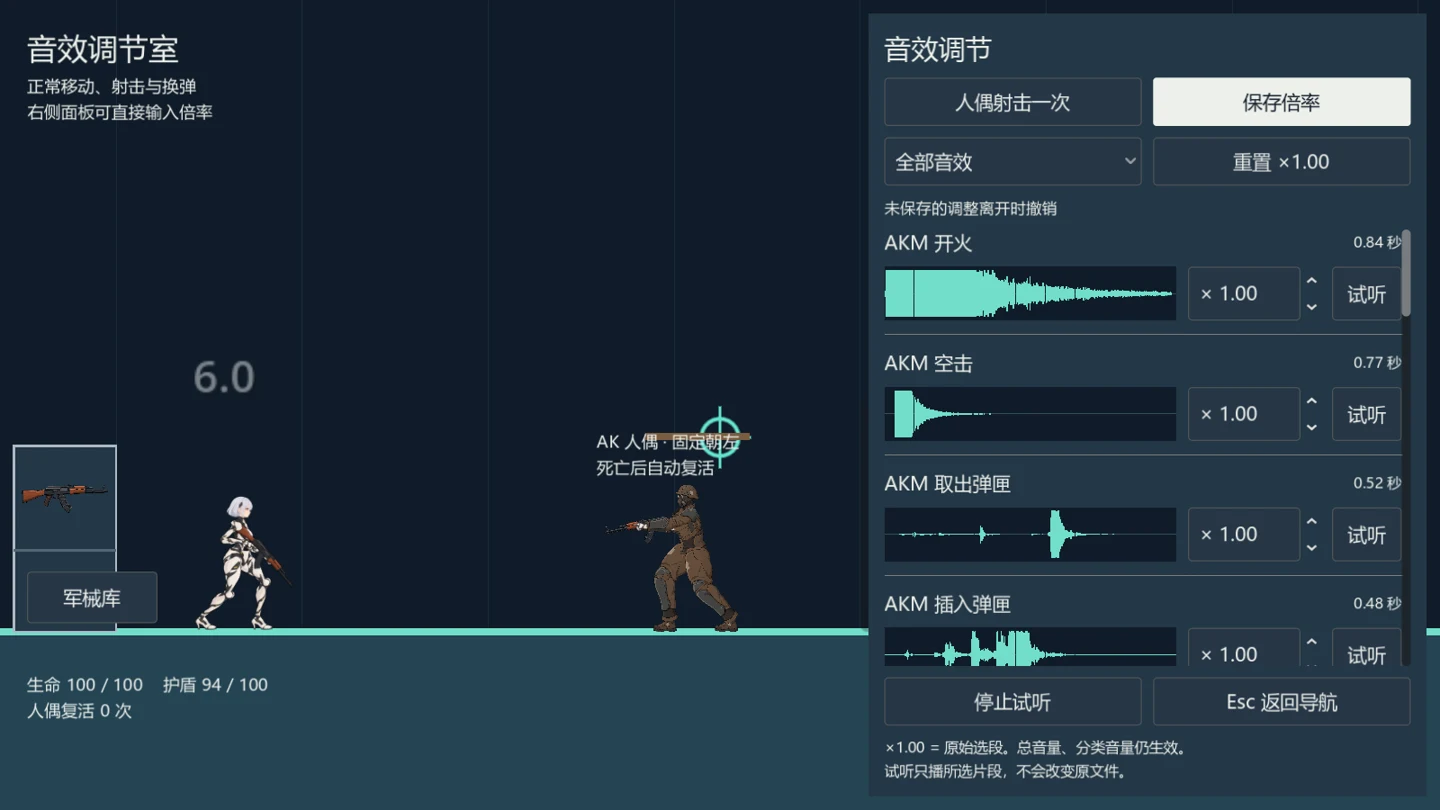 音效调节室
正常移动、射击与换弹
右侧面板可直接输入倍率
6.0
AK 人偶 · 固定朝左
死亡后自动复活
军械库
生命 100 / 100 护盾 94 / 100
人偶复活 0 次
音效调节
人偶射击一次 保存倍率
全部音效 重置 ×1.00
未保存的调整离开时撤销
AKM 开火 0.84 秒
× 1.00 试听
AKM 空击 0.77 秒
× 1.00 试听
AKM 取出弹匣 0.52 秒
× 1.00 试听
AKM 插入弹匣 0.48 秒
× 1.00 试听
停止试听 Esc 返回导航
×1.00 = 原始选段。总音量、分类音量仍生效。
试听只播所选片段，不会改变原文件。